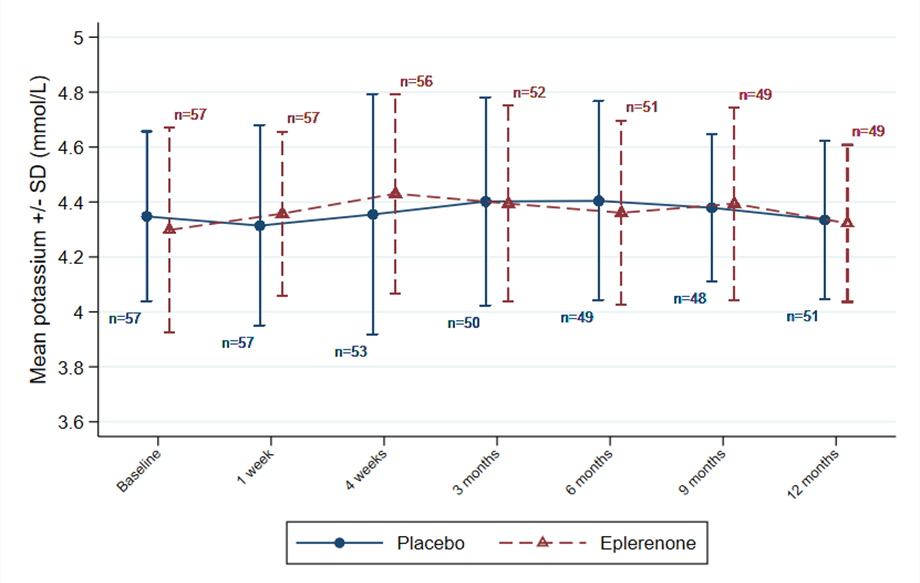 Mean potassium +/- SD (mmol/L)
5
4.8
4.6
4.4
4.2
4
3.8
3.6
n=57
n=57
n=56
n=52
n=51
n=49
n=49
n=57
n=57
n=53
n=50
n=49
n=48
n=51
Baseline
1 week
4 weeks
3 months
6 months
9 months
12 months
Placebo
Eplerenone